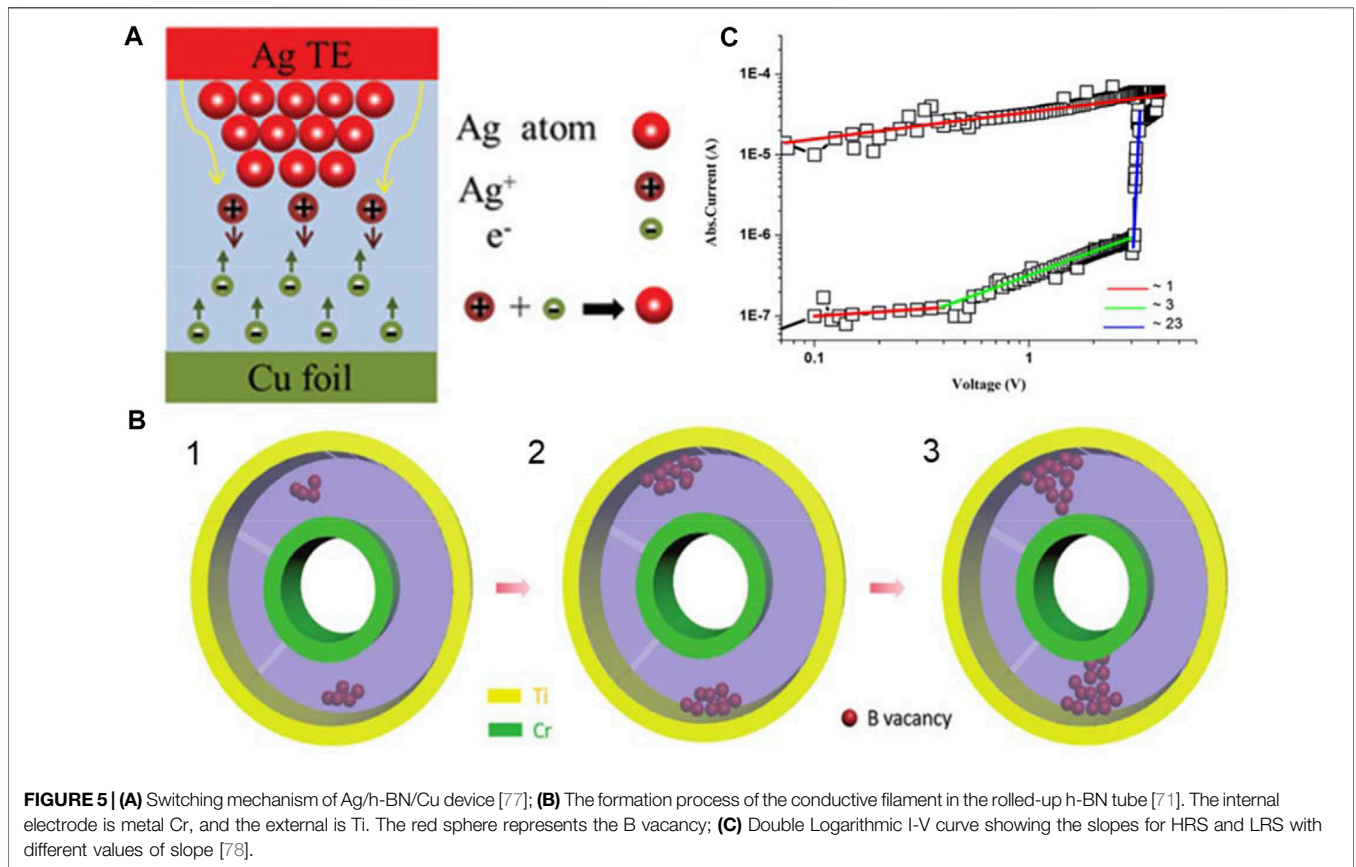 A
Ag TE
Ag atom
Ag⁺
e⁻
+
Cu foil
C
Abs.Current (A)
1E-4
1E-5
1E-6
1E-7
0.1
1
Voltage (V)
~ 1
~ 3
~ 23
B
1
2
3
Ti
Cr
B vacancy
FIGURE 5 | (A) Switching mechanism of Ag/h-BN/Cu device [77]; (B) The formation process of the conductive filament in the rolled-up h-BN tube [71]. The internal
electrode is metal Cr, and the external is Ti. The red sphere represents the B vacancy; (C) Double Logarithmic I-V curve showing the slopes for HRS and LRS with
different values of slope [78].